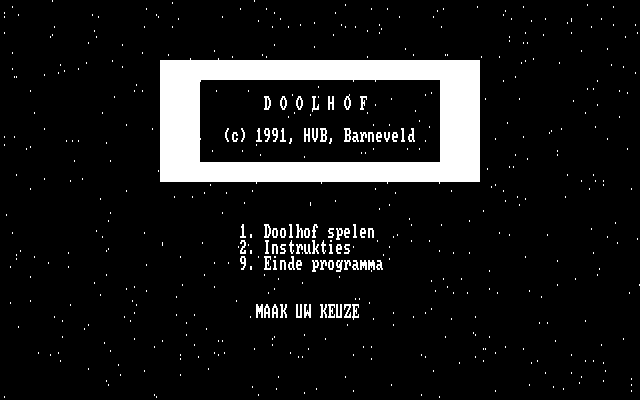 D O O L H O F
(c) 1991, HVB, Barneveld
1. Doolhof spelen
2. Instrukties
9. Einde programma
MAAK UW KEUZE